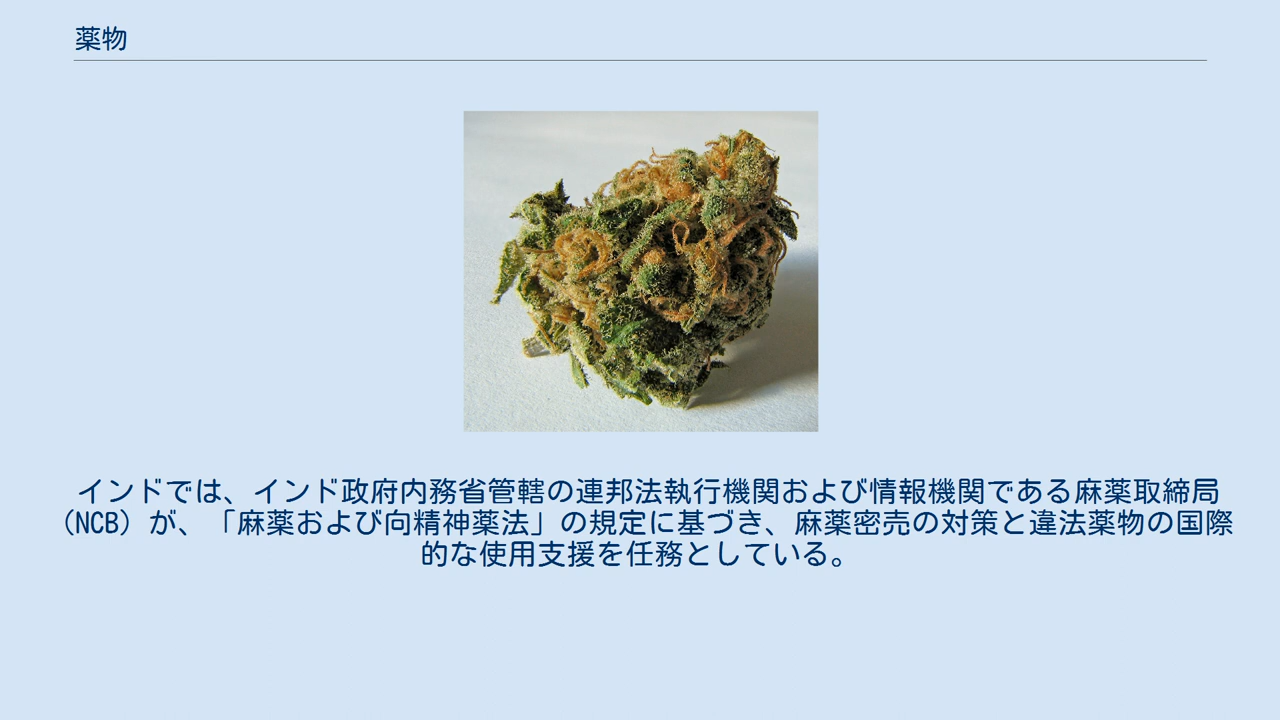 薬物
インドでは、インド政府内務省管轄の連邦法執行機関および情報機関である麻薬取締局
（NCB）が、「麻薬および向精神薬法」の規定に基づき、麻薬密売の対策と違法薬物の国際
的な使用支援を任務としている。